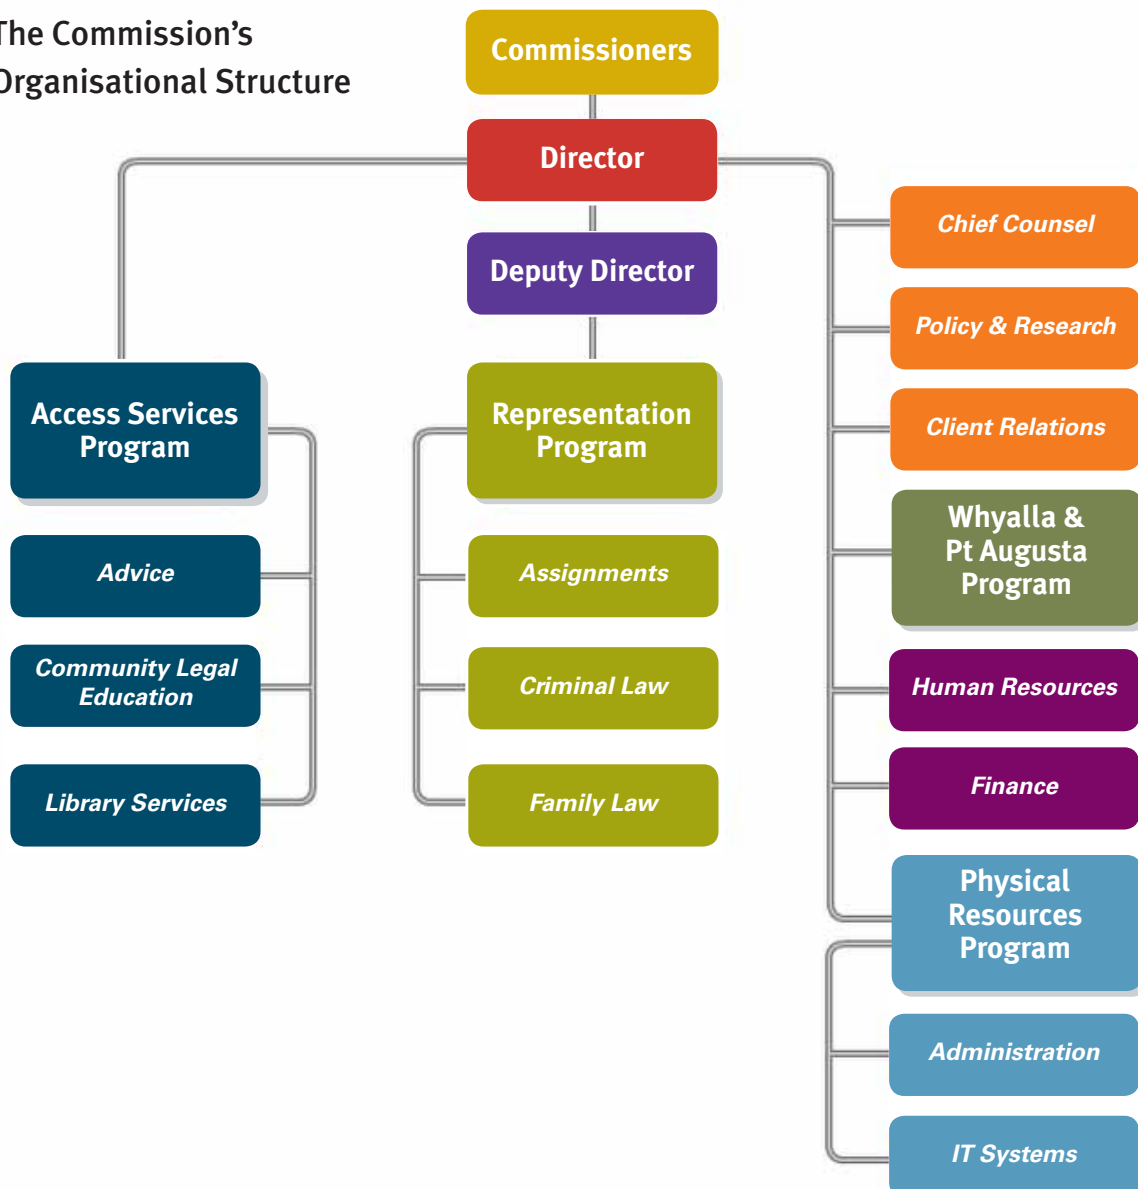 The Commission's
Organisational Structure
Commissioners
Director
Deputy Director
Access Services
Program
Advice
Community Legal
Education
Library Services
Representation
Program
Assignments
Criminal Law
Family Law
Chief Counsel
Policy & Research
Client Relations
Whyalla &
Pt Augusta
Program
Human Resources
Finance
Physical
Resources
Program
Administration
IT Systems